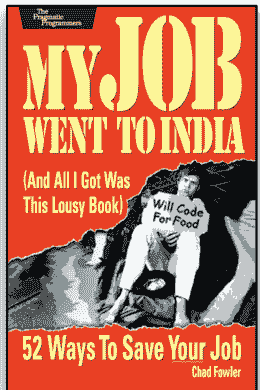 The
Pragmatic
Programmers
MY JOB
WENT TO INDIA
(And All I Got Was
This Lousy Book)
Will Code
For Food
52 Ways To Save Your Job
Chad Fowler